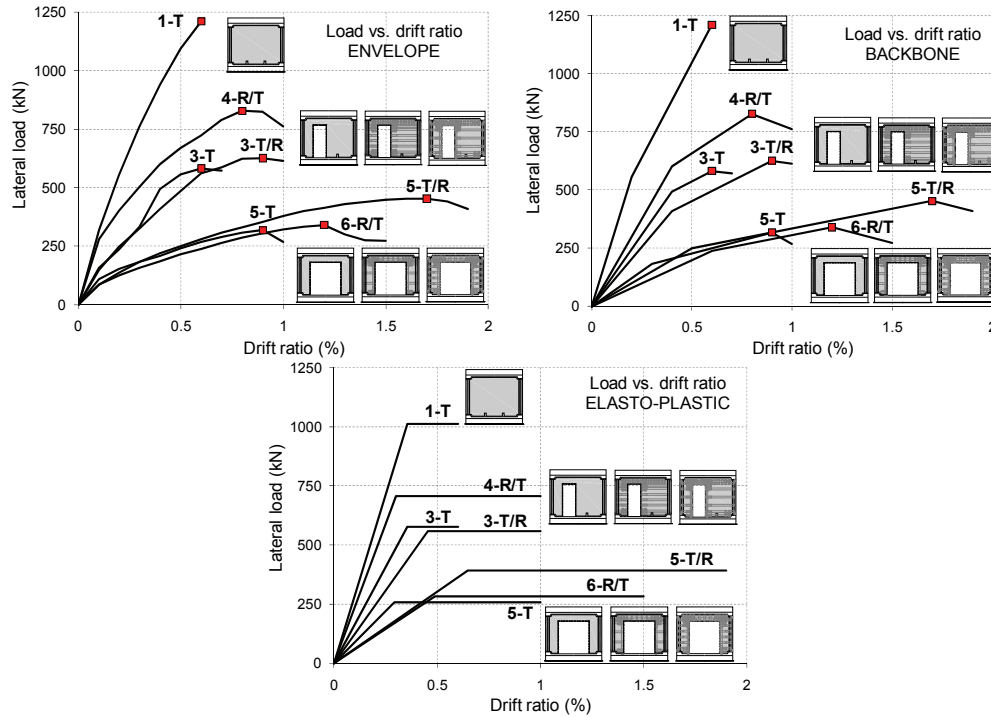 Load vs. drift ratio
ENVELOPE
Lateral load (kN)
1250
1000
750
500
250
0
1-T
4-R/T
3-T
3-T/R
5-T/R
5-T
6-R/T
0
0.5
1
1.5
2
Drift ratio (%)
Load vs. drift ratio
BACKBONE
Lateral load (kN)
1250
1000
750
500
250
0
1-T
4-R/T
3-T
3-T/R
5-T/R
5-T
6-R/T
0
0.5
1
1.5
2
Drift ratio (%)
Load vs. drift ratio
ELASTO-PLASTIC
Lateral load (kN)
1250
1000
750
500
250
0
1-T
4-R/T
3-T
3-T/R
5-T/R
6-R/T
5-T
0
0.5
1
1.5
2
Drift ratio (%)